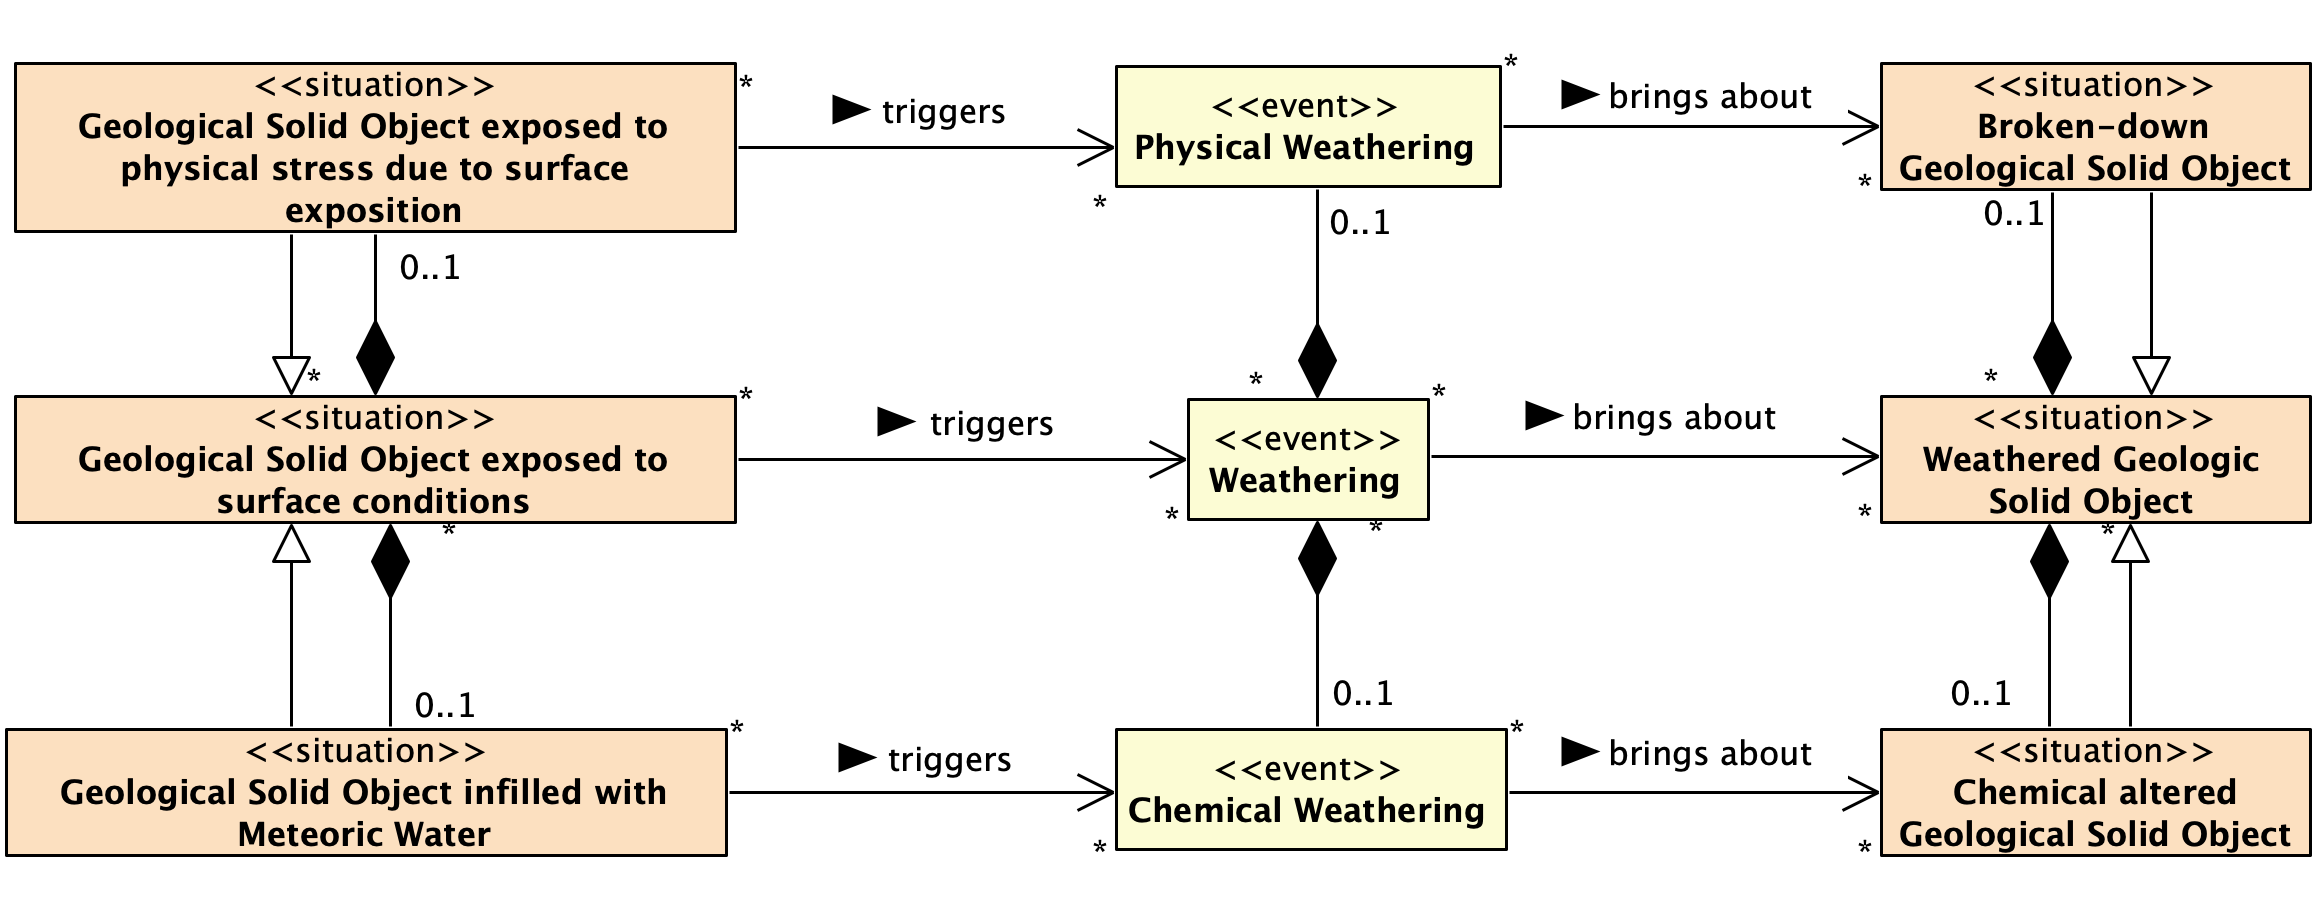 <<situation>>
Geological Solid Object exposed to
physical stress due to surface
exposition
*
triggers
*
<<event>>
Physical Weathering
*
brings about
*
<<situation>>
Broken-down
Geological Solid Object
0..1
*
0..1
*
0..1
*
<<situation>>
Geological Solid Object exposed to
surface conditions
*
triggers
*
<<event>>
Weathering
*
brings about
*
<<situation>>
Weathered Geologic
Solid Object
*
0..1
*
0..1
*
0..1
<<situation>>
Geological Solid Object infilled with
Meteoric Water
*
triggers
*
<<event>>
Chemical Weathering
*
brings about
*
<<situation>>
Chemical altered
Geological Solid Object